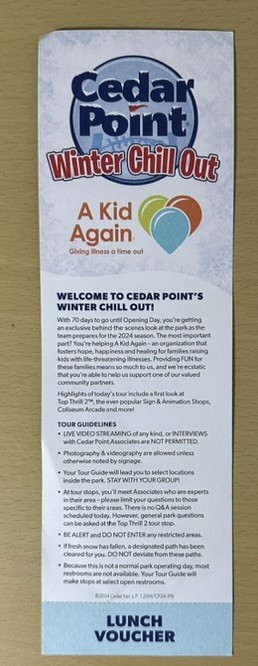 Cedar
Point
Winter Chill Out
A Kid
Again
Giving illness a time out
WELCOME TO CEDAR POINT'S
WINTER CHILL OUT!
With 70 days to go until Opening Day, you're getting
an exclusive behind-the-scenes look at the park as the
team prepares for the 2024 season. The most important
part? You're helping A Kid Again – an organization that
fosters hope, happiness and healing for families raising
kids with life-threatening illnesses. Providing FUN for
these families means so much to us, and we're ecstatic
that you're able to help us support one of our valued
community partners.
Highlights of today's tour include a first look at
Top Thrill 2™, the ever-popular Sign & Animation Shops,
Coliseum Arcade and more!
TOUR GUIDELINES
• LIVE VIDEO STREAMING of any kind, or INTERVIEWS
with Cedar Point Associates are NOT PERMITTED.
• Photography & videography are allowed unless
otherwise noted by signage.
• Your Tour Guide will lead you to select locations
inside the park. STAY WITH YOUR GROUP!
• At tour stops, you'll meet Associates who are experts
in their area – please limit your questions to those
specific to their areas. There is no Q&A session
scheduled today. However, general park questions
can be asked at the Top Thrill 2 tour stop.
• BE ALERT and DO NOT ENTER any restricted areas.
• If fresh snow has fallen, a designated path has been
cleared for you. DO NOT deviate from these paths.
• Because this is not a normal park operating day, most
restrooms are not available. Your Tour Guide will
make stops at select open restrooms.
©2024 Cedar Fair, L.P.
LUNCH
VOUCHER